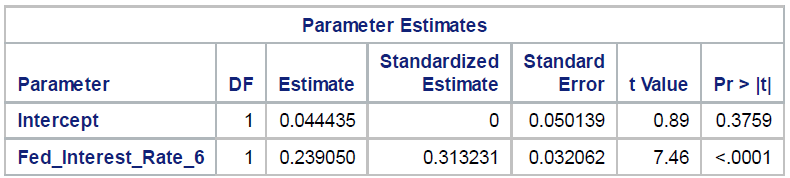 Parameter Estimates
Parameter DF Estimate Standardized Estimate Standard Error t Value Pr > |t|
Intercept 1 0.044435 0 0.050139 0.89 0.3759
Fed_Interest_Rate_6 1 0.239050 0.313231 0.032062 7.46 <.0001